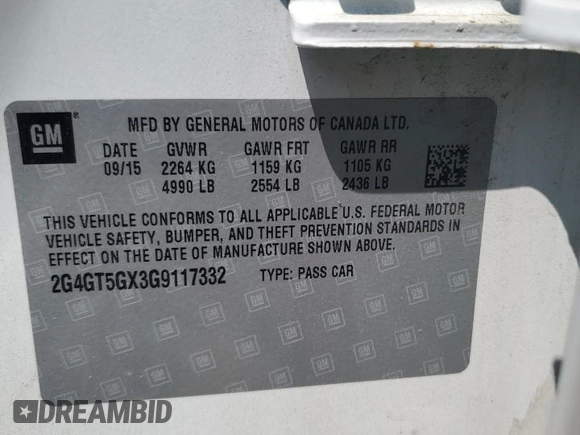 GM
MFD BY GENERAL MOTORS OF CANADA LTD.
DATE GVWR GAWR FRT GAWR RR
09/15 2264 KG 1159 KG 1105 KG
4990 LB 2554 LB 2436 LB
THIS VEHICLE CONFORMS TO ALL APPLICABLE U.S. FEDERAL MOTOR
VEHICLE SAFETY, BUMPER, AND THEFT PREVENTION STANDARDS IN
EFFECT ON THE DATE OF MANUFACTURE SHOWN ABOVE.
2G4GT5GX3G9117332 TYPE: PASS CAR
DREAMBID